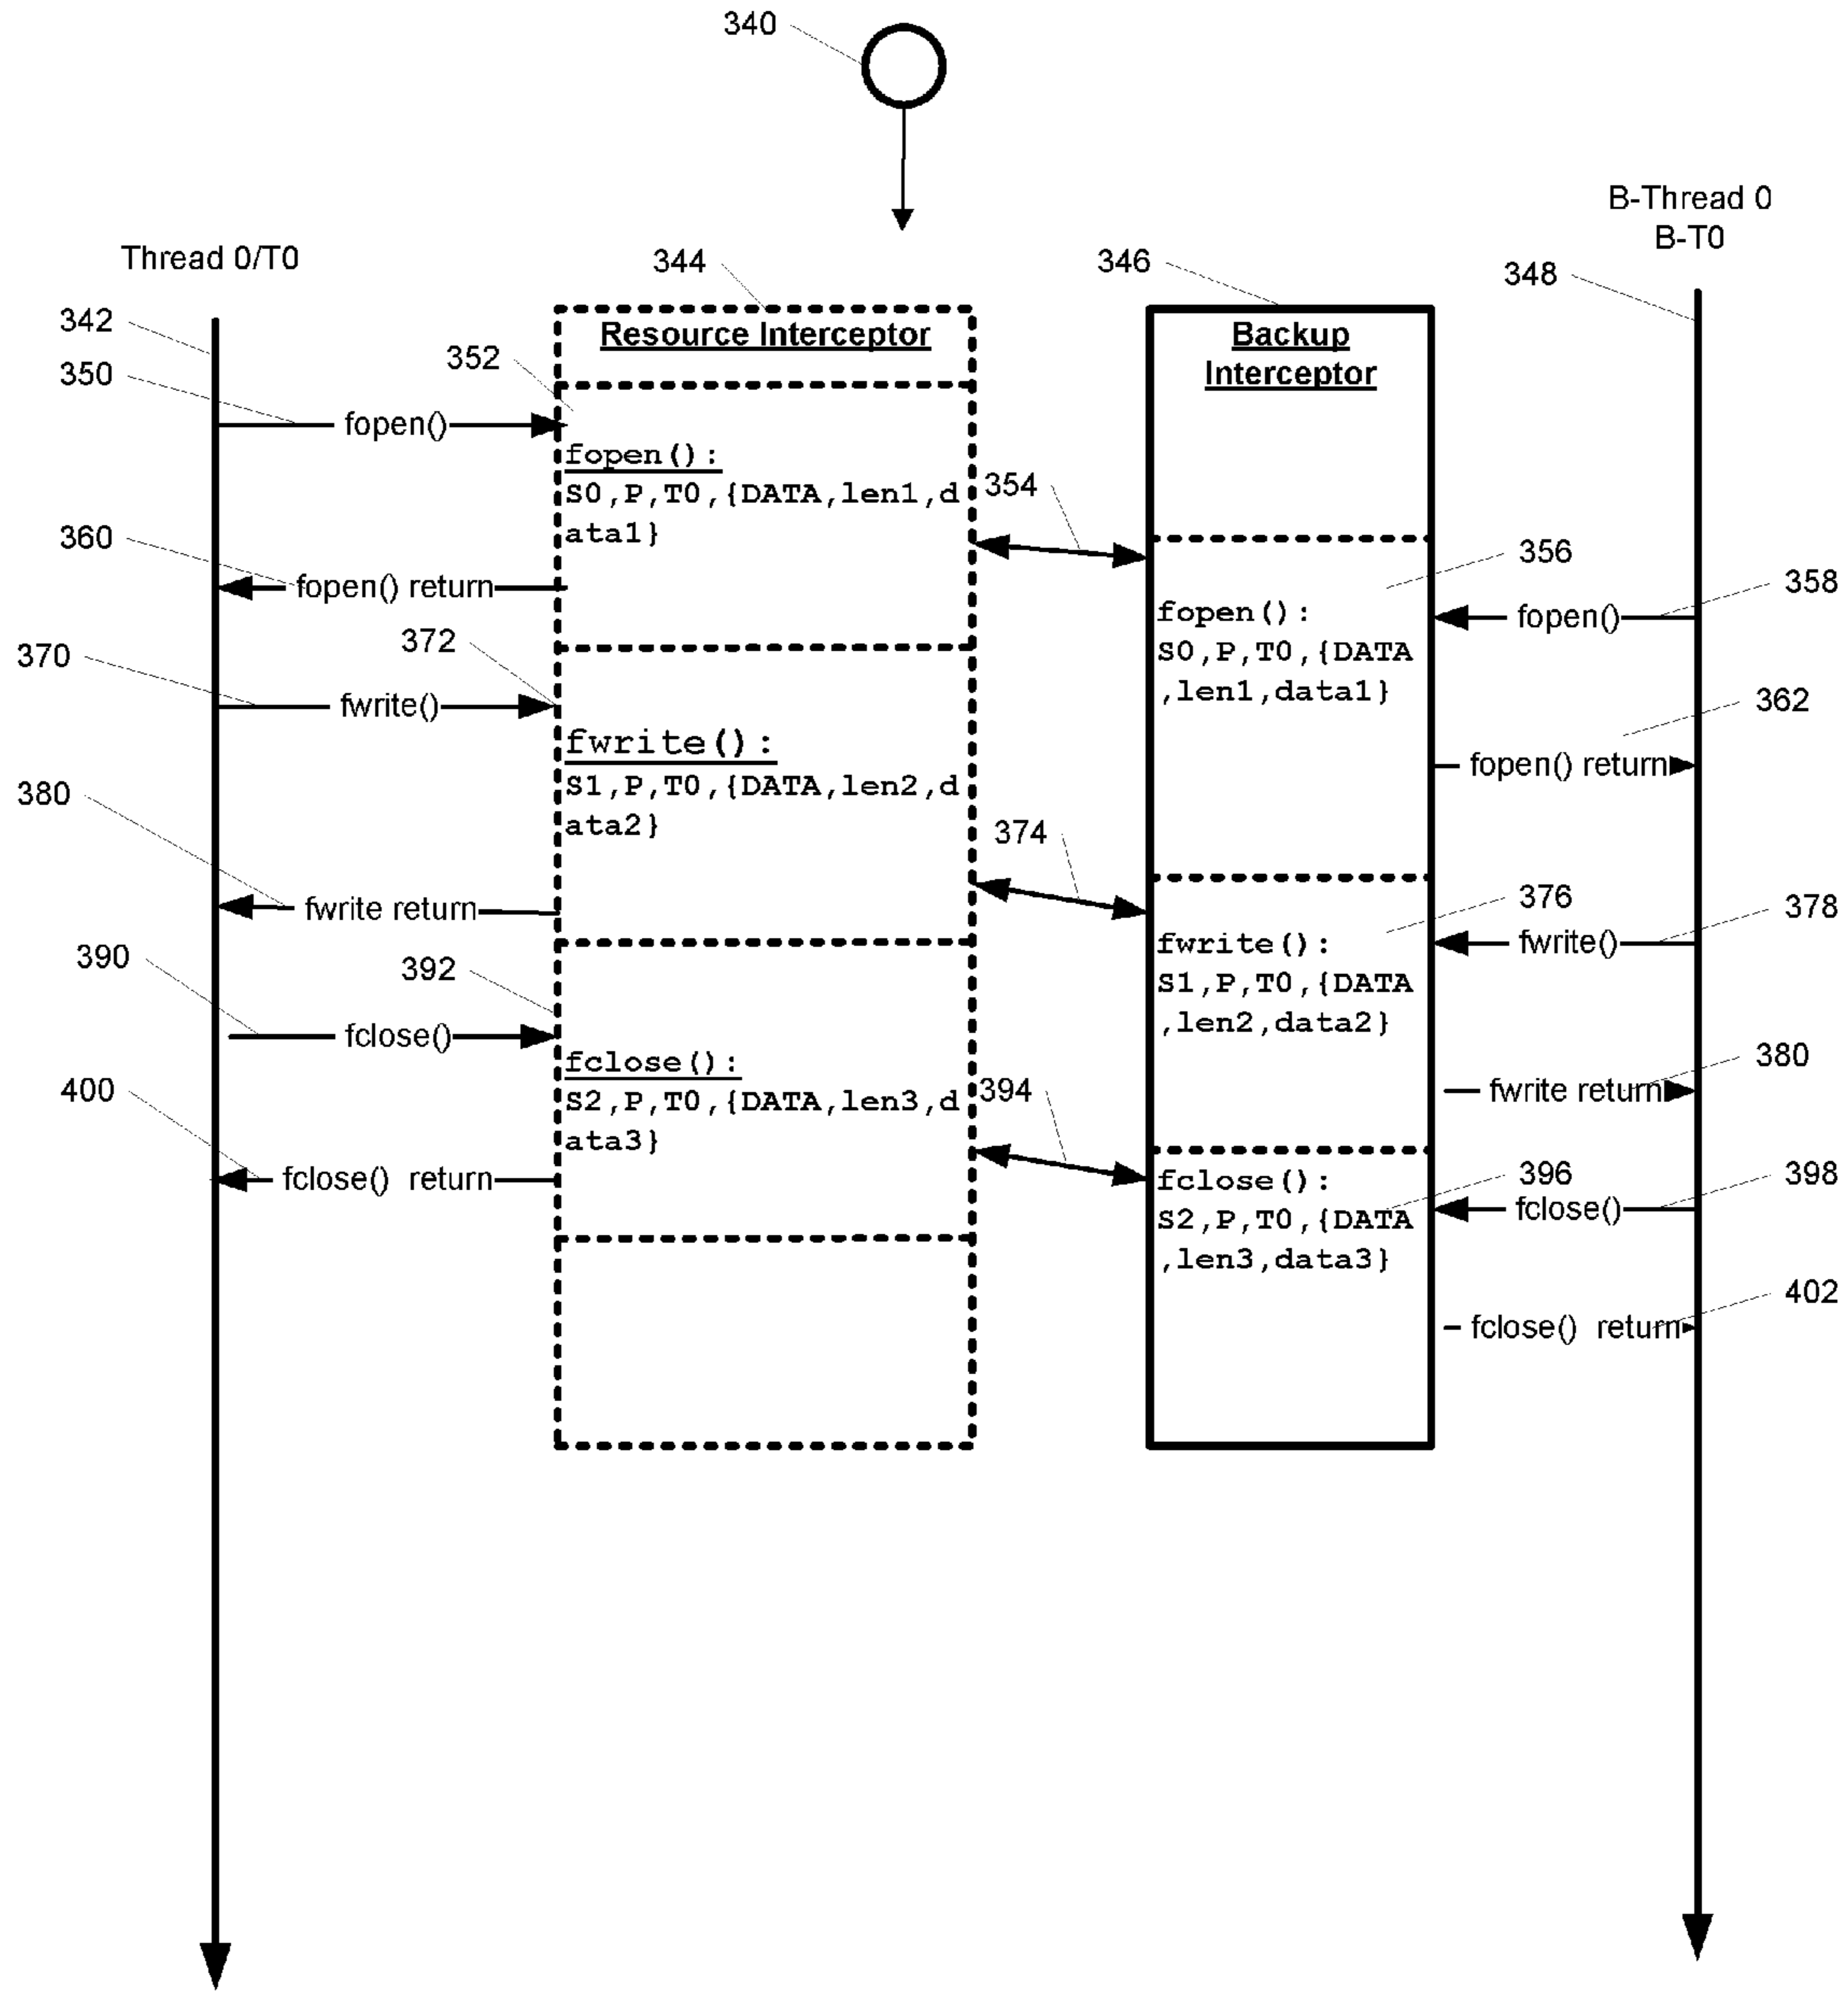 340
B-Thread 0
B-T0
Thread 0/T0
344
346
348
342
Resource Interceptor
Backup
Interceptor
350
352
fopen()
fopen():
S0,P,T0,{DATA,len1,d
ata1}
354
360
fopen() return
356
358
fopen()
fopen():
S0,P,T0,{DATA
,len1,data1}
370
372
fwrite()
362
fopen() return
fwrite():
S1,P,T0,{DATA,len2,d
ata2}
380
374
fwrite return
376
378
fwrite()
fwrite():
S1,P,T0,{DATA
,len2,data2}
390
392
fclose()
fclose():
S2,P,T0,{DATA,len3,d
ata3}
380
fwrite return
400
394
fclose() return
396
398
fclose()
fclose():
S2,P,T0,{DATA
,len3,data3}
402
fclose() return